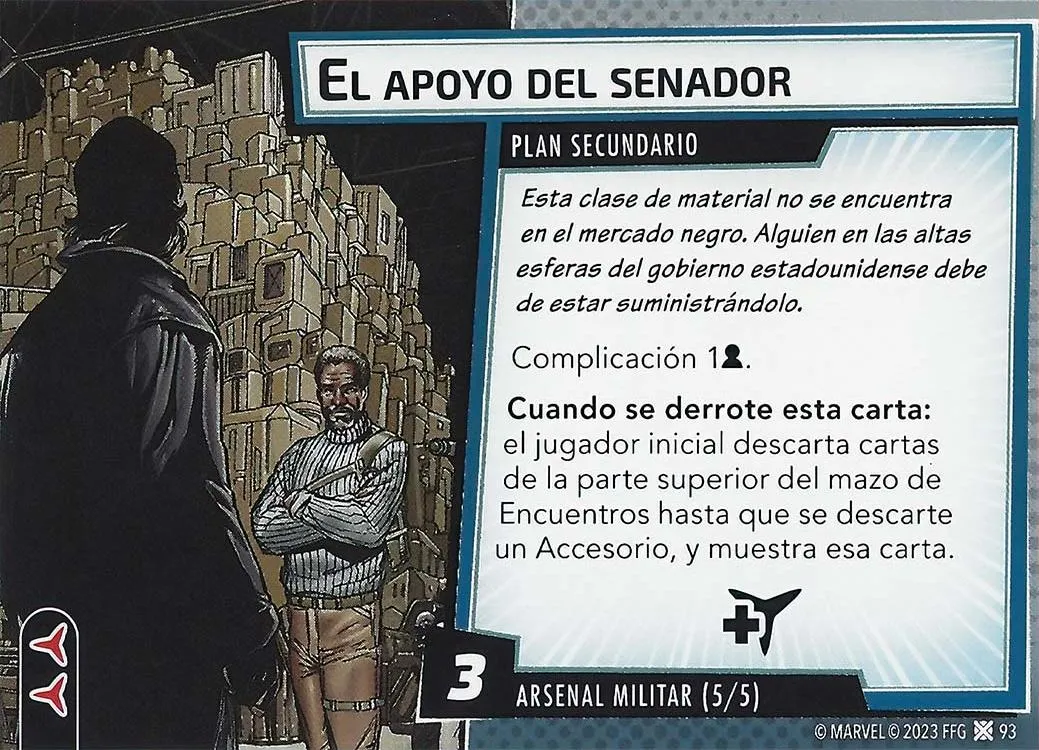 El apoyo del senador
PLAN SECUNDARIO
Esta clase de material no se encuentra
en el mercado negro. Alguien en las altas
esferas del gobierno estadounidense debe
de estar suministrándolo.
Complicación 1.
Cuando se derrote esta carta:
el jugador inicial descarta cartas
de la parte superior del mazo de
Encuentros hasta que se descarte
un Accesorio, y muestra esa carta.
3
ARSENAL MILITAR (5/5)
© MARVEL © 2023 FFG 93